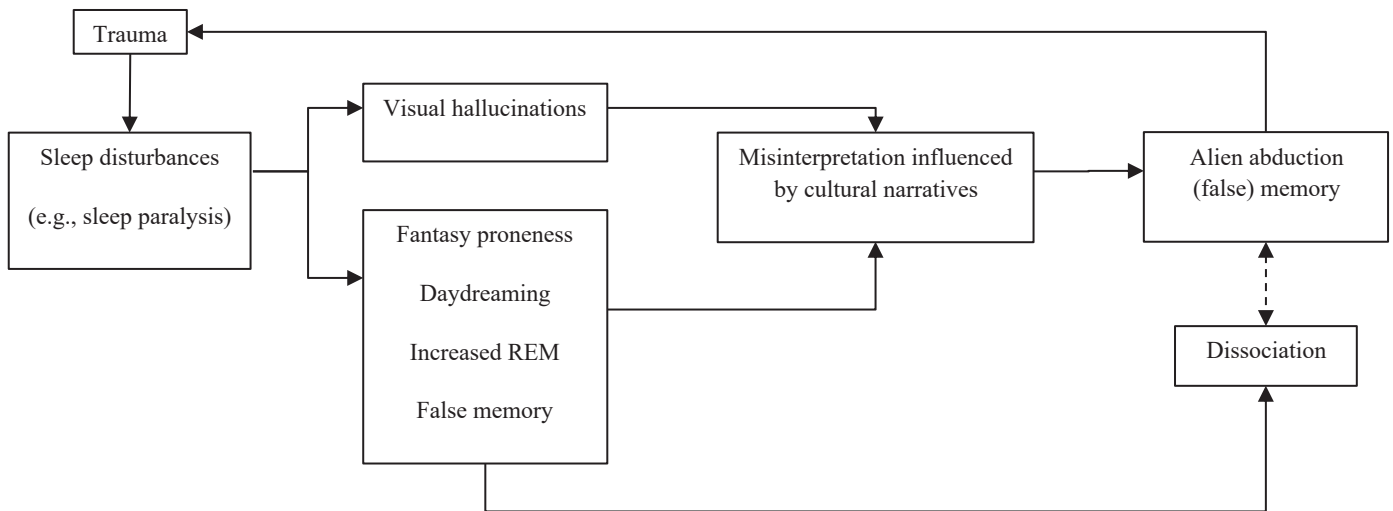 Trauma
Sleep disturbances
(e.g., sleep paralysis)
Visual hallucinations
Fantasy proneness
Daydreaming
Increased REM
False memory
Misinterpretation influenced
by cultural narratives
Alien abduction
(false) memory
Dissociation